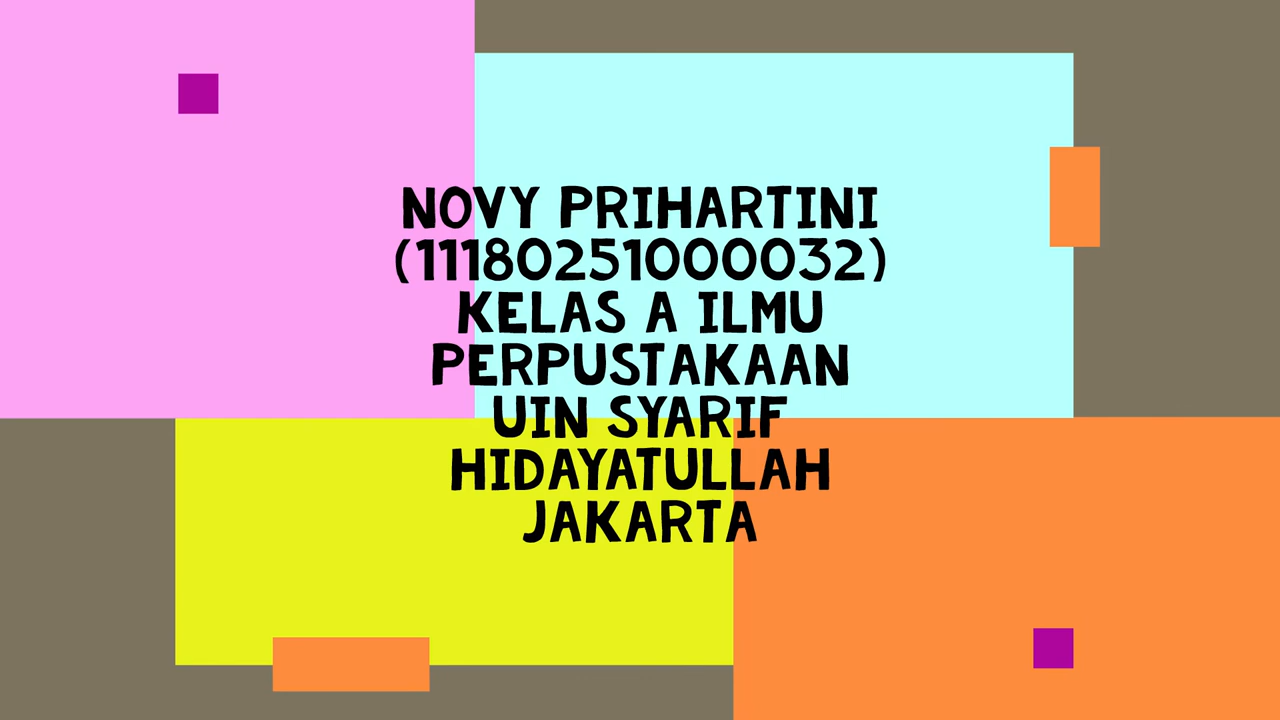 NOVY PRIHARTINI
(11180251000032)
KELAS A ILMU
PERPUSTAKAAN
UIN SYARIF
HIDAYATULLAH
JAKARTA